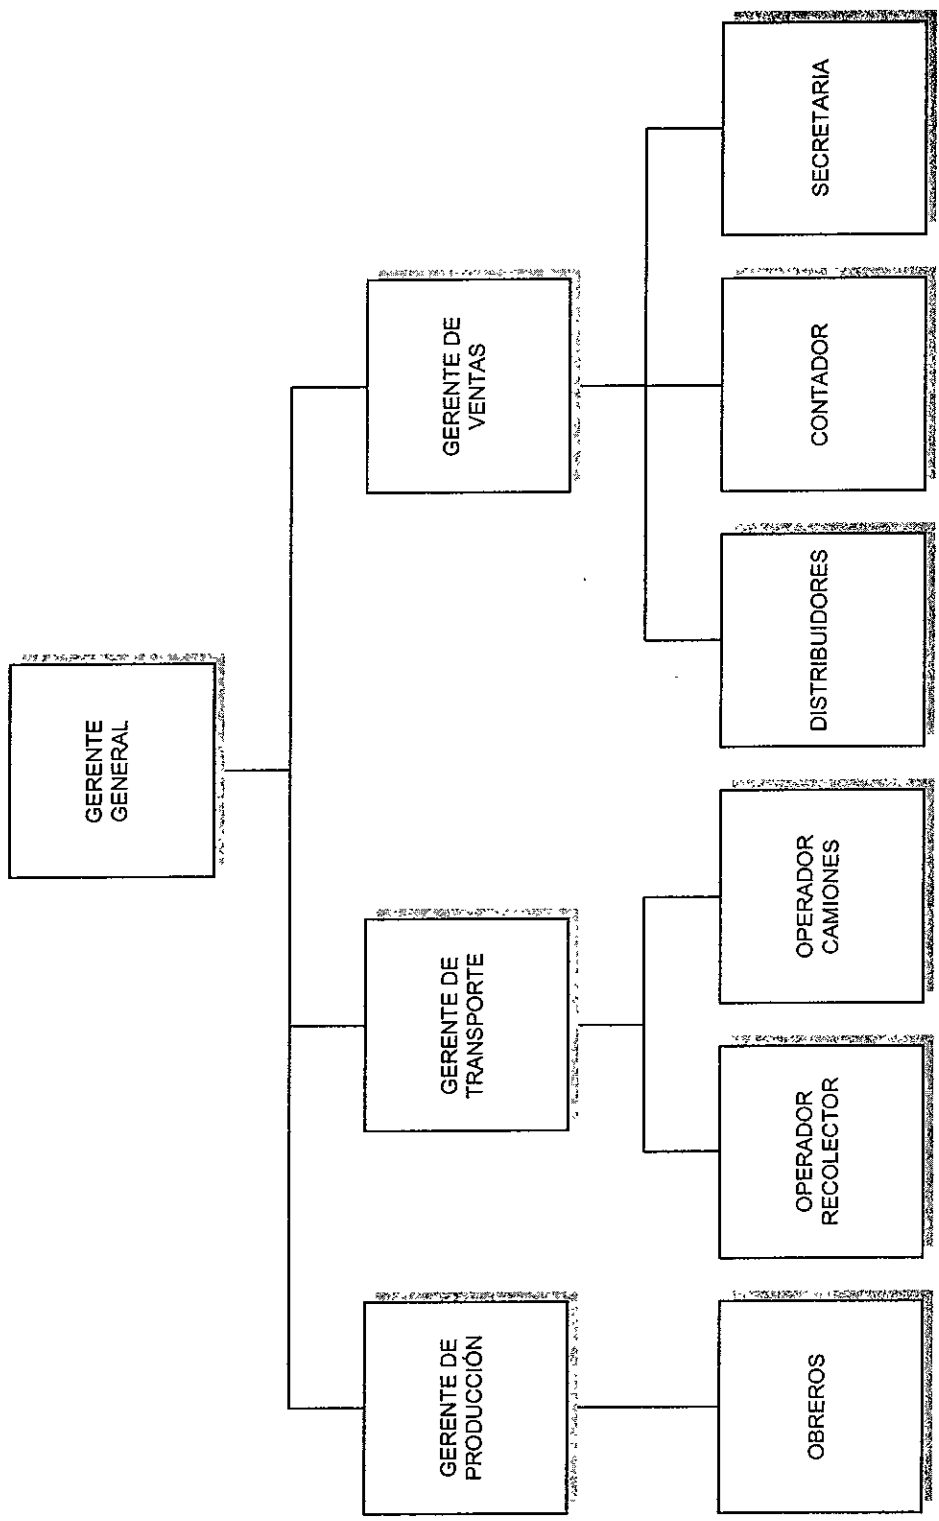 GERENTE
GENERAL
GERENTE DE
PRODUCCIÓN
GERENTE DE
TRANSPORTE
GERENTE DE
VENTAS
OBREROS
OPERADOR
RECOLECTOR
OPERADOR
CAMIONES
DISTRIBUIDORES
CONTADOR
SECRETARIA